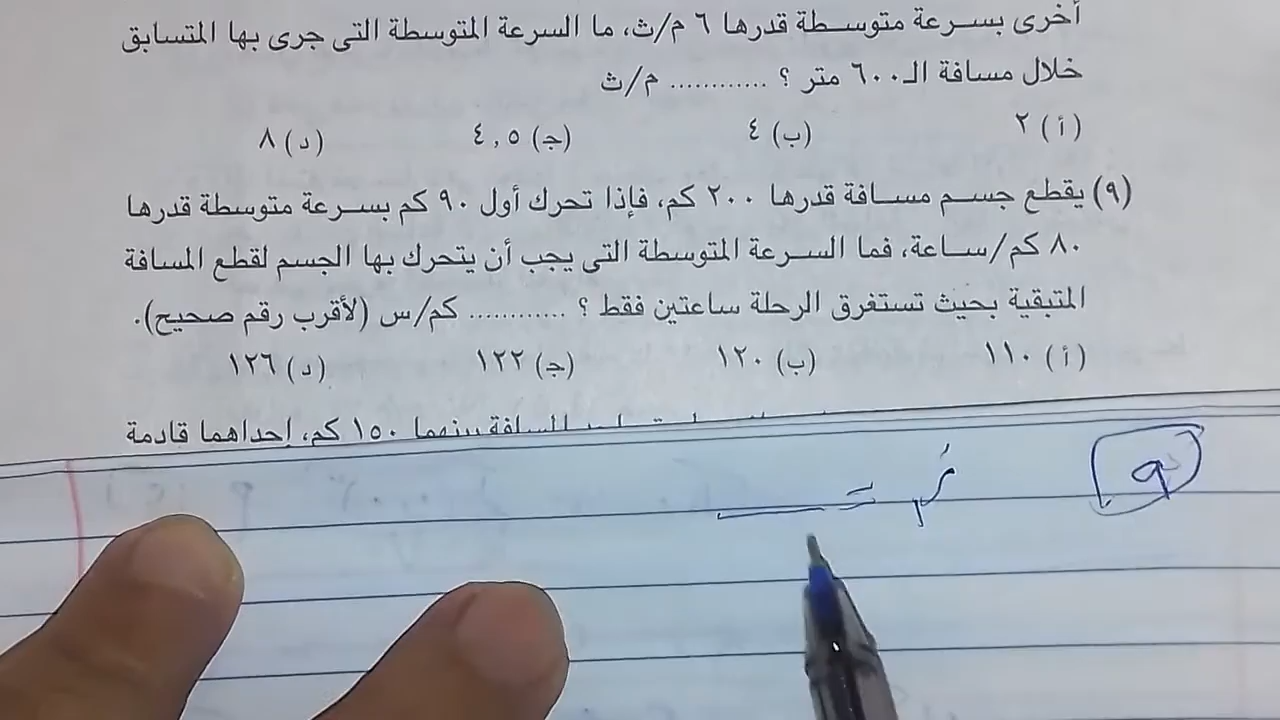 أخرى بسرعة متوسطة قدرها ٦ م/ث، ما السرعة المتوسطة التى جرى بها المتسابق
خلال مسافة الـ ٦٠٠ متر ؟ ............ م/ث
(أ) ٢ (ب) ٤ (جـ) ٤,٥ (د) ٨
(٩) يقطع جسم مسافة قدرها ٢٠٠ كم، فإذا تحرك أول ٩٠ كم بسرعة متوسطة قدرها
٨٠ كم/ساعة، فما السرعة المتوسطة التى يجب أن يتحرك بها الجسم لقطع المسافة
المتبقية بحيث تستغرق الرحلة ساعتين فقط ؟ ............ كم/س (لأقرب رقم صحيح).
(أ) ١١٠ (ب) ١٢٠ (جـ) ١٢٢ (د) ١٢٦
المسافة بينهما ١٥٠ كم، إحداهما قادمة
٩
=